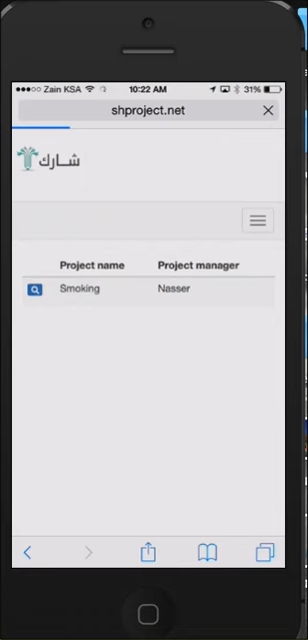 Zain KSA 10:22 AM 31%
shproject.net
شارك
Project name Project manager
Smoking Nasser